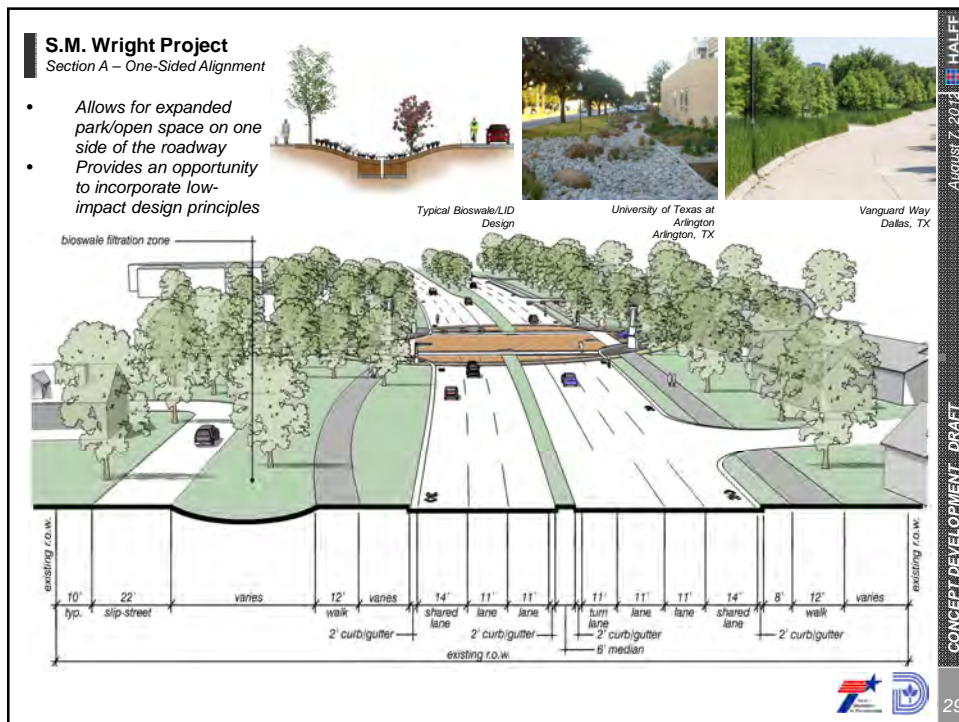 S.M. Wright Project
Section A – One-Sided Alignment
• Allows for expanded
park/open space on one
side of the roadway
• Provides an opportunity
to incorporate low-
impact design principles
Typical Bioswale/LID
Design
University of Texas at
Arlington
Arlington, TX
Vanguard Way
Dallas, TX
bioswale filtration zone
existing r.o.w.
10'
typ.
22'
slip-street
varies
12'
walk
varies
14'
shared
lane
11'
lane
11'
lane
11'
turn
lane
11'
lane
11'
lane
14'
shared
lane
8'
12'
walk
varies
existing r.o.w.
2' curb/gutter
2' curb/gutter
2' curb/gutter
6' median
2' curb/gutter
existing r.o.w.
HALFF
August 7, 2012
CONCEPT DEVELOPMENT DRAFT
29